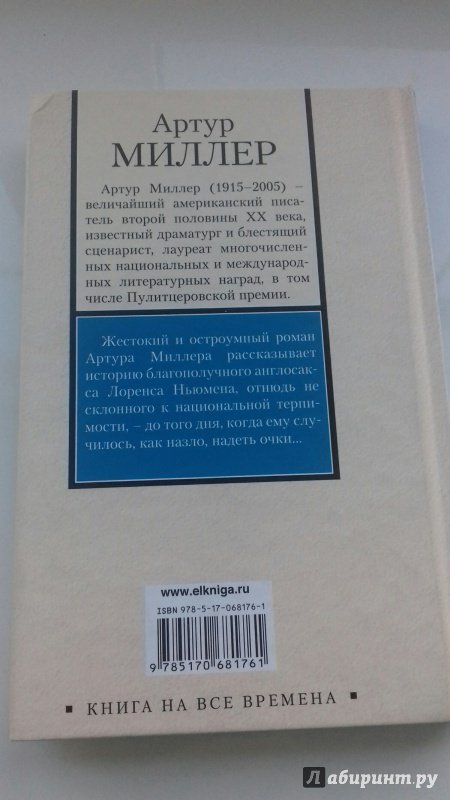 Артур
МИЛЛЕР
Артур Миллер (1915–2005) –
величайший американский писа-
тель второй половины XX века,
известный драматург и блестящий
сценарист, лауреат многочислен-
ных национальных и международ-
ных литературных наград, в том
числе Пулитцеровской премии.
Жестокий и остроумный роман
Артура Миллера рассказывает
историю благополучного англосак-
са Лоренса Ньюмена, отнюдь не
склонного к национальной терпи-
мости, – до того дня, когда ему слу-
чилось, как назло, надеть очки...
www.elkniga.ru
ISBN 978-5-17-068176-1
9 785170 681761
▪ КНИГА НА ВСЕ ВРЕМЕНА ▪
Лабиринт.ру